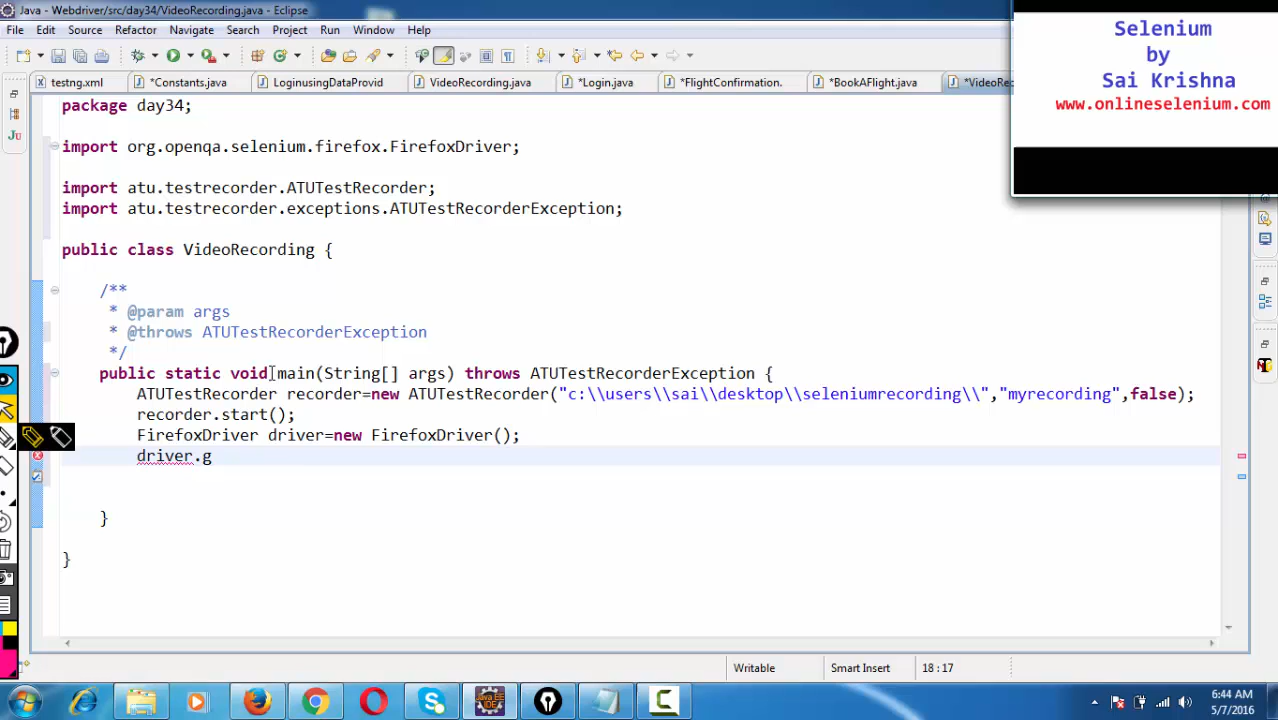 Java - Webdriver/src/day34/VideoRecording.java - Eclipse
File Edit Source Refactor Navigate Search Project Run Window Help
testng.xml *Constants.java LoginusingDataProvid VideoRecording.java *Login.java *FlightConfirmation. *BookAFlight.java *VideoRec
Selenium
by
Sai Krishna
www.onlineselenium.com
package day34;
import org.openqa.selenium.firefox.FirefoxDriver;
import atu.testrecorder.ATUTestRecorder;
import atu.testrecorder.exceptions.ATUTestRecorderException;
public class VideoRecording {
/**
* @param args
* @throws ATUTestRecorderException
*/
public static void main(String[] args) throws ATUTestRecorderException {
ATUTestRecorder recorder=new ATUTestRecorder("c:\\users\\sai\\desktop\\seleniumrecording\\","myrecording",false);
recorder.start();
FirefoxDriver driver=new FirefoxDriver();
driver.g
}
}
Writable Smart Insert 18:17
6:44 AM
5/7/2016